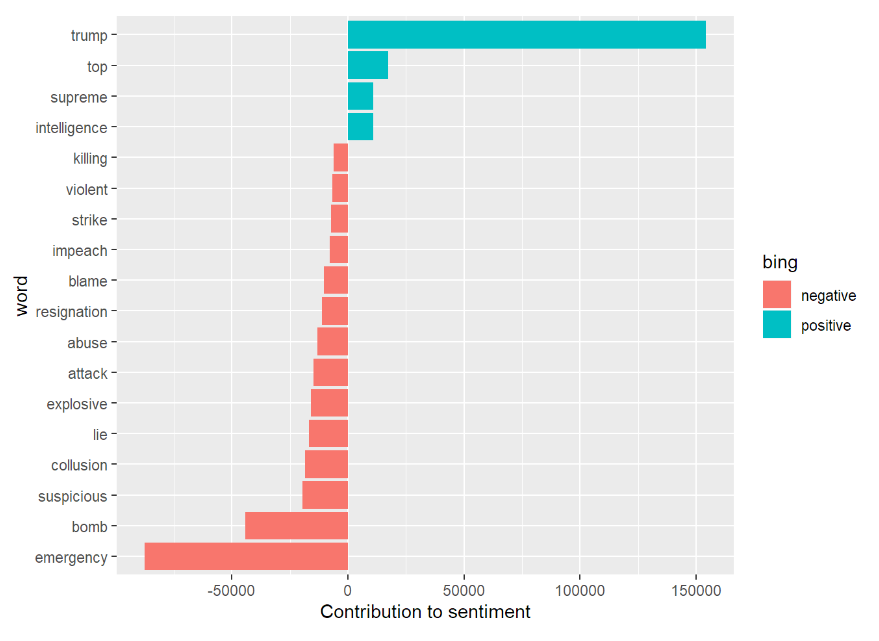 trump
top
supreme
intelligence
killing
violent
strike
impeach
blame
resignation
abuse
attack
explosive
lie
collusion
suspicious
bomb
emergency
word
-50000 0 50000 100000 150000
Contribution to sentiment
bing
negative
positive